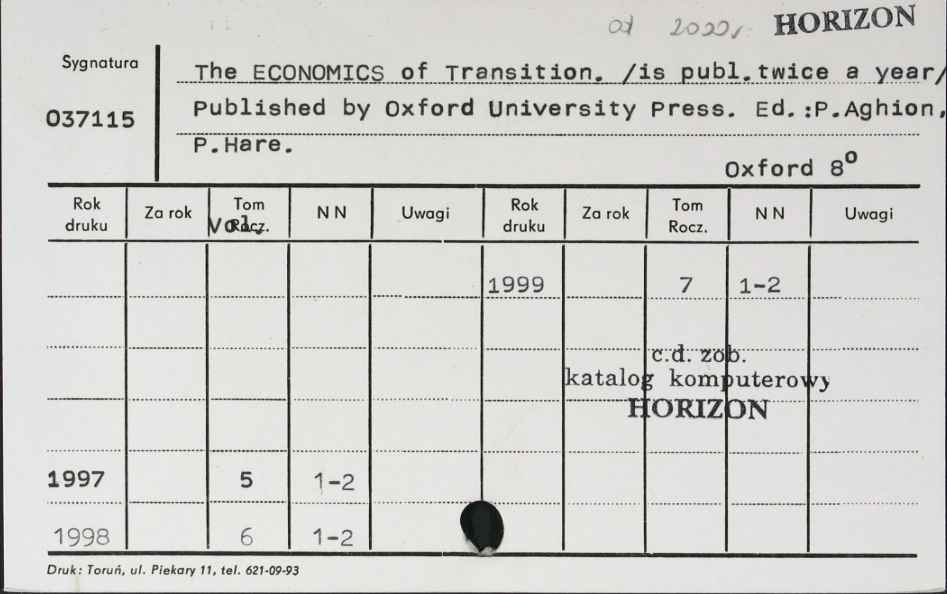 od 2000r. HORIZON
Sygnatura
037115
The ECONOMICS of Transition. /is publ.twice a year/
Published by Oxford University Press. Ed.:P.Aghion,
P.Hare.
Oxford 8⁰
Rok druku Za rok Tom Rocz. Vol. N N Uwagi Rok druku Za rok Tom Rocz. N N Uwagi
1999 7 1-2
c.d. zob.
katalog komputerowy
HORIZON
1997 5 1-2
1998 6 1-2
Druk: Toruń, ul. Piekary 11, tel. 621-09-93